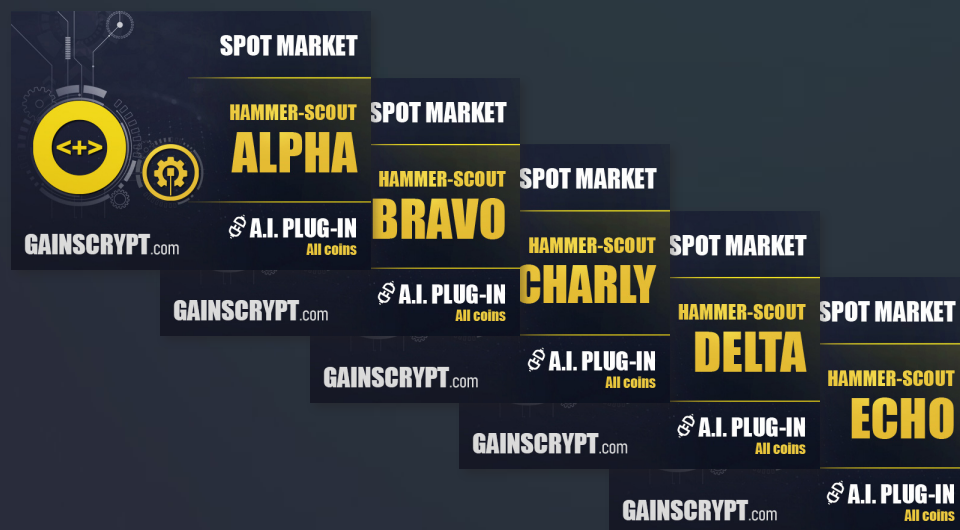 SPOT MARKET
HAMMER-SCOUT
ALPHA
<+>
A.I. PLUG-IN
All coins
GAINSCRYPT.com
SPOT MARKET
HAMMER-SCOUT
BRAVO
A.I. PLUG-IN
All coins
GAINSCRYPT.com
SPOT MARKET
HAMMER-SCOUT
CHARLY
A.I. PLUG-IN
All coins
GAINSCRYPT.com
SPOT MARKET
HAMMER-SCOUT
DELTA
A.I. PLUG-IN
All coins
GAINSCRYPT.com
SPOT MARKET
HAMMER-SCOUT
ECHO
A.I. PLUG-IN
All coins
GAINSCRYPT.com